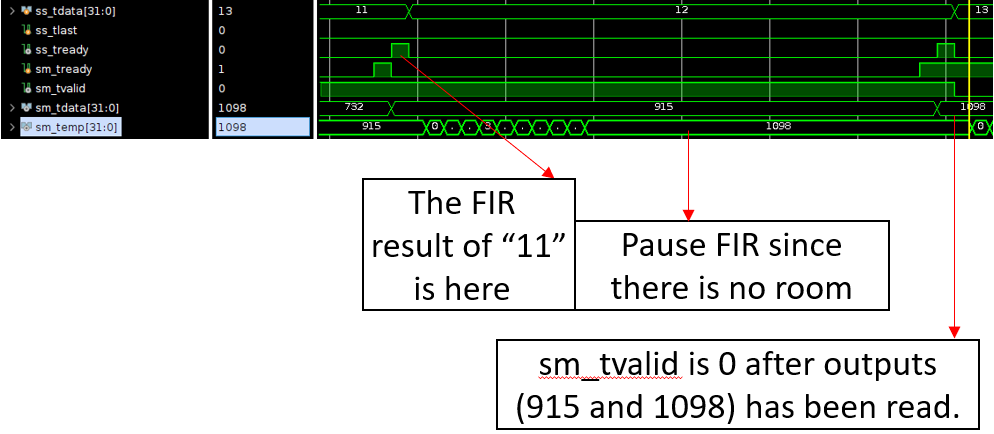 ss_tdata[31:0] 13 11 12 13
ss_tlast 0
ss_tready 0
sm_tready 1
sm_tvalid 0
sm_tdata[31:0] 1098 732 915 1098
sm_temp[31:0] 1098 915 0 . . 3 . . . . . 1098 0
The FIR
result of “11”
is here
Pause FIR since
there is no room
sm_tvalid is 0 after outputs
(915 and 1098) has been read.